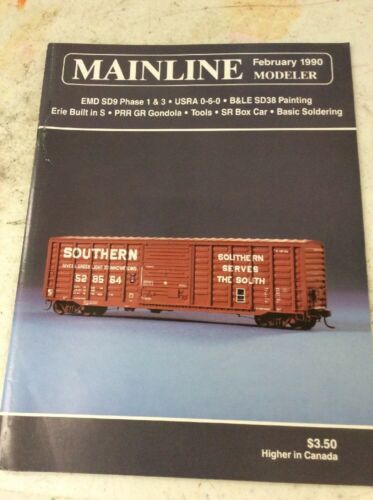 MAINLINE
February 1990
MODELER
EMD SD9 Phase 1 & 3 • USRA 0-6-0 • B&LE SD38 Painting
Erie Built in S • PRR GR Gondola • Tools • SR Box Car • Basic Soldering
SOUTHERN
528564
SOUTHERN
SERVES
THE SOUTH
$3.50
Higher in Canada